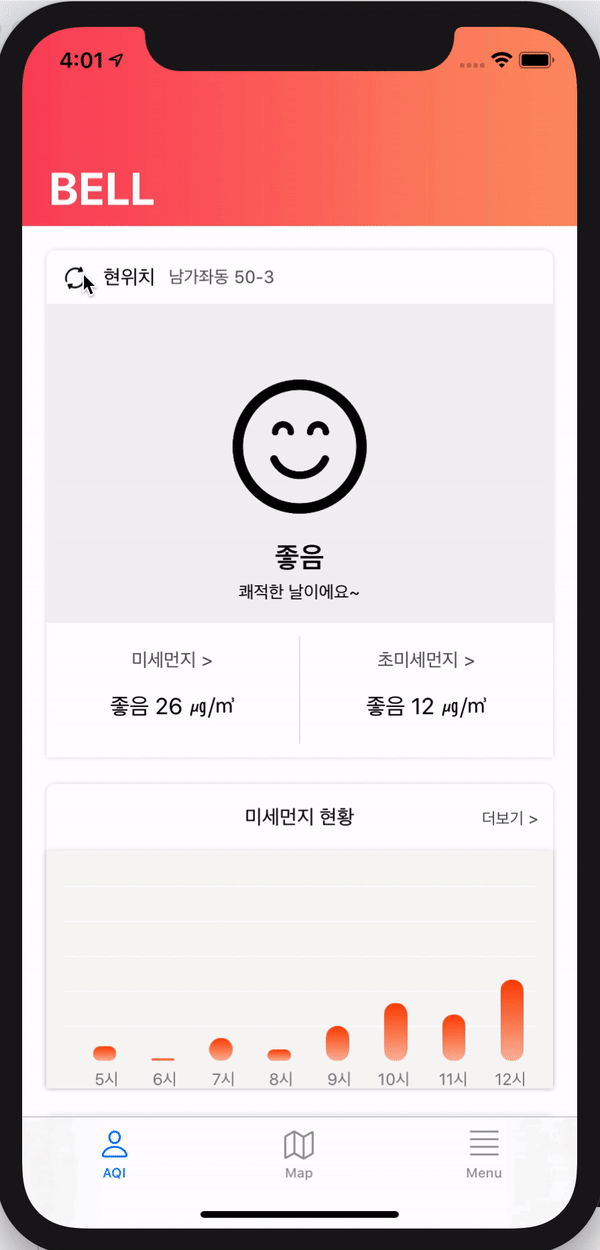 4:01
BELL
현위치 남가좌동 50-3
좋음
쾌적한 날이에요~
미세먼지 > 초미세먼지 >
좋음 26 ㎍/㎥ 좋음 12 ㎍/㎥
미세먼지 현황 더보기 >
5시 6시 7시 8시 9시 10시 11시 12시
AQI Map Menu